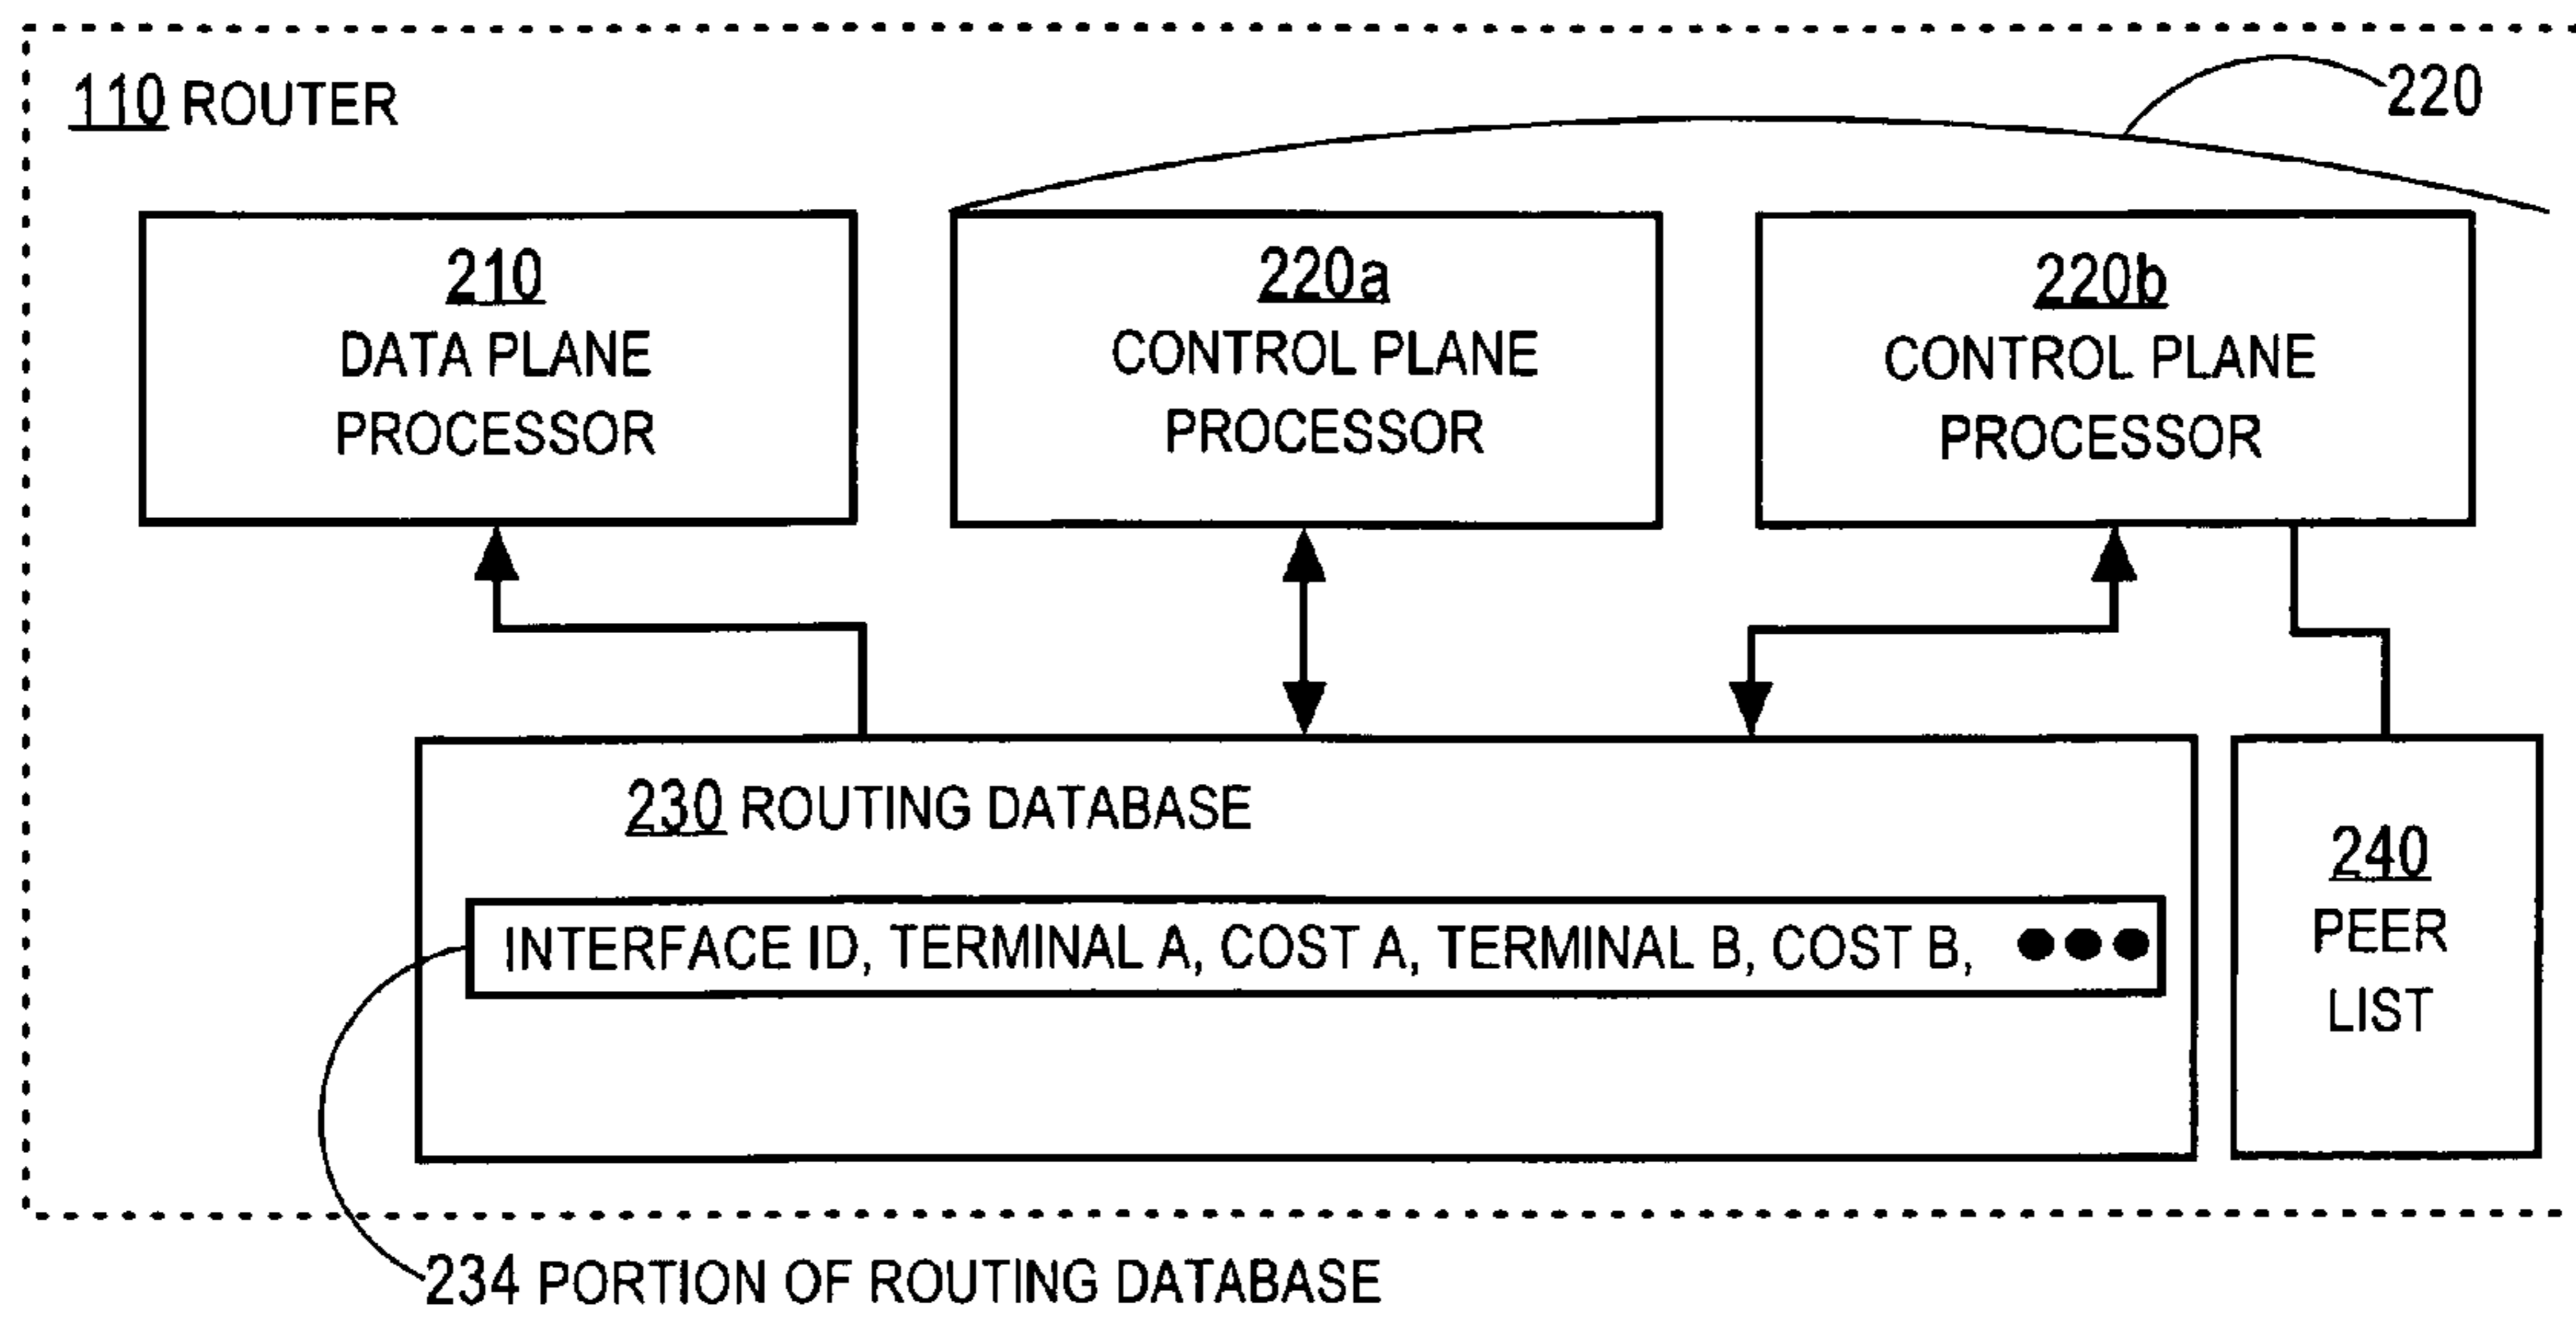 110 ROUTER
220
210
DATA PLANE
PROCESSOR
220a
CONTROL PLANE
PROCESSOR
220b
CONTROL PLANE
PROCESSOR
230 ROUTING DATABASE
INTERFACE ID, TERMINAL A, COST A, TERMINAL B, COST B, ●●●
240
PEER
LIST
234 PORTION OF ROUTING DATABASE